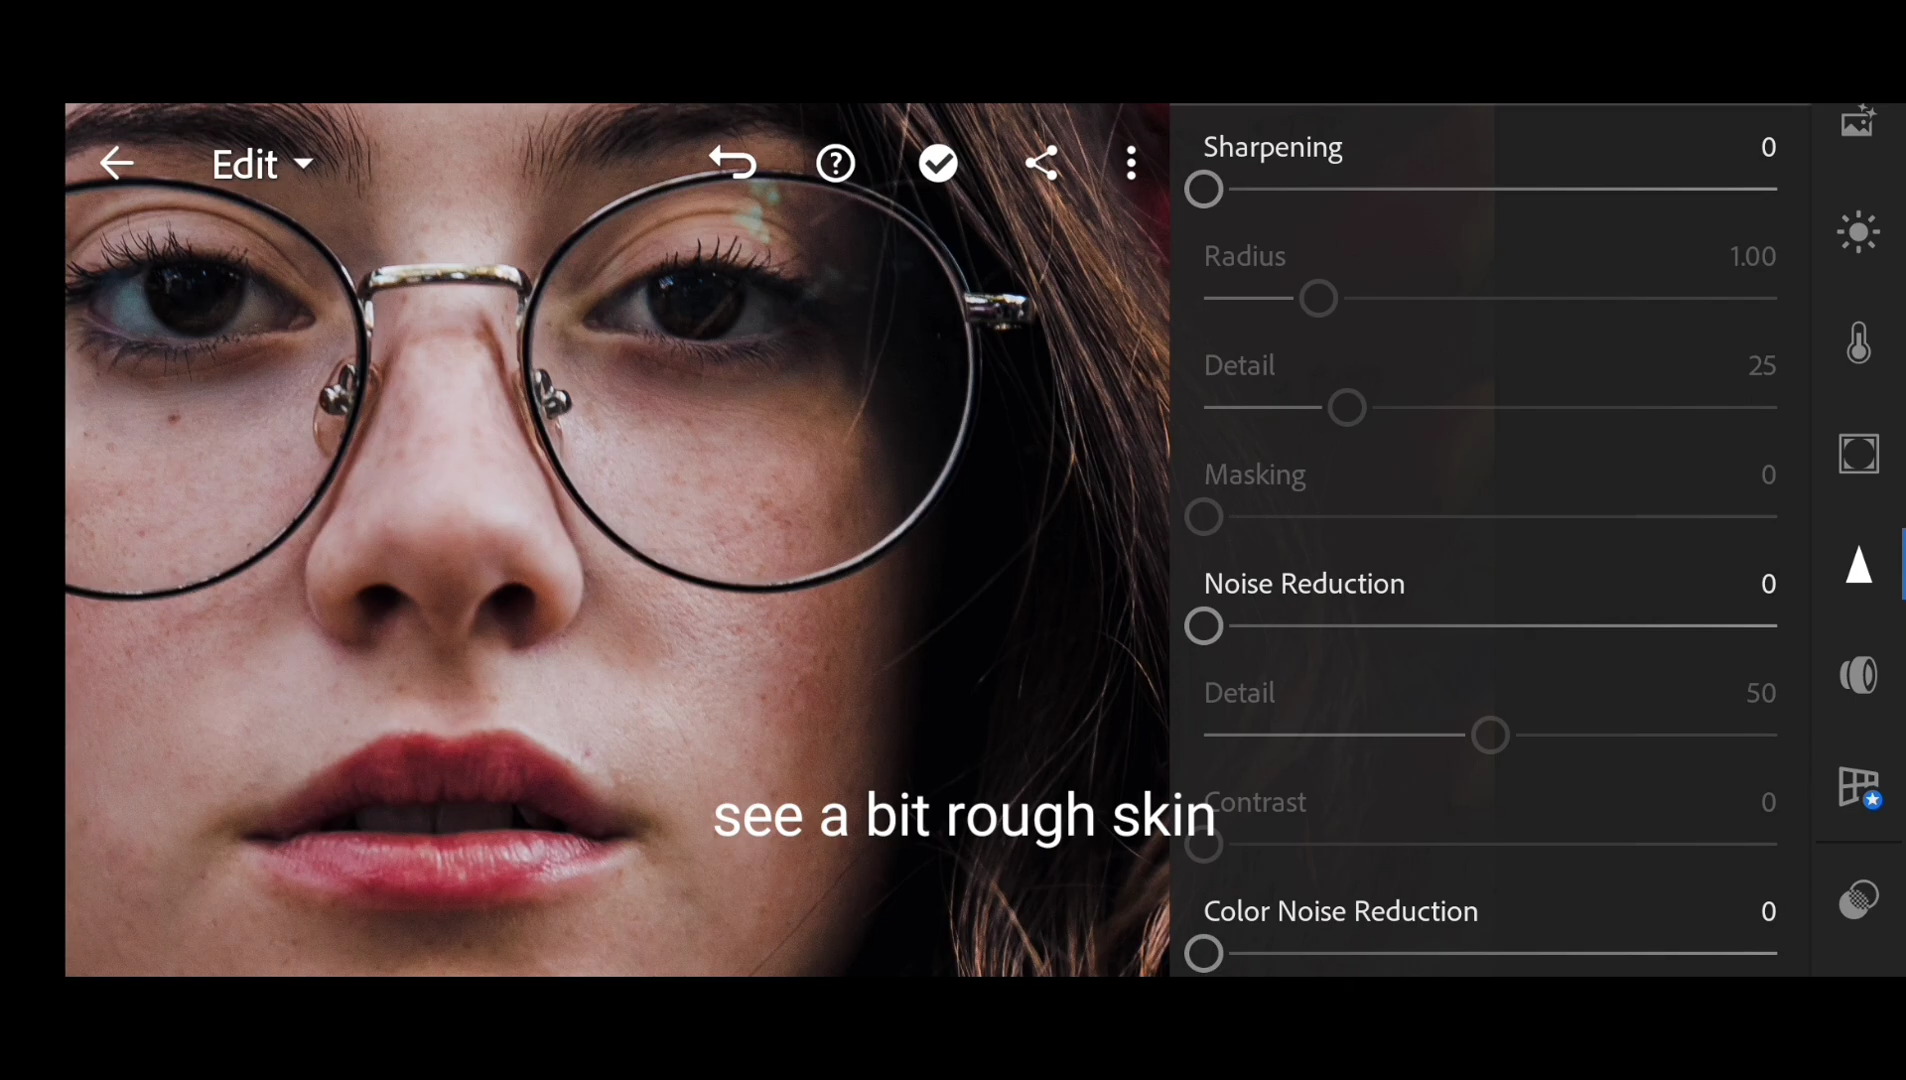 Edit
Sharpening 0
Radius 1.00
Detail 25
Masking 0
Noise Reduction 0
Detail 50
Contrast 0
see a bit rough skin
Color Noise Reduction 0